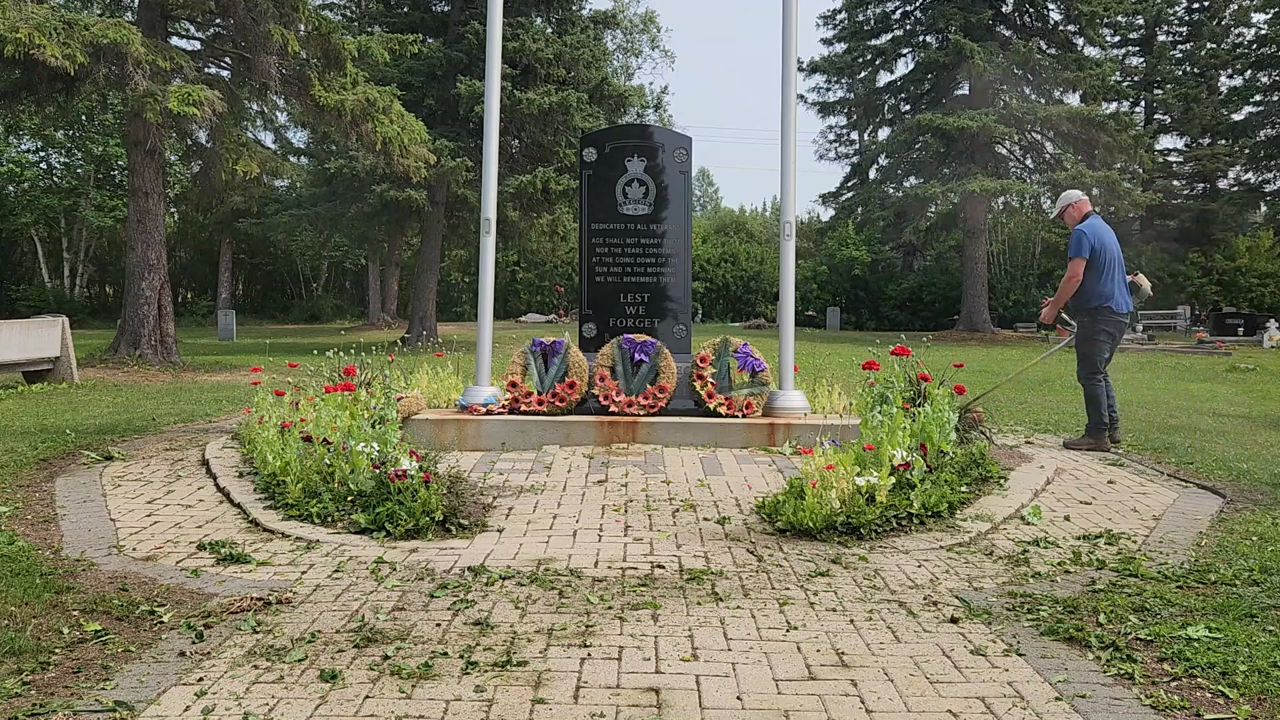 LEGION
DEDICATED TO ALL VETERANS
AGE SHALL NOT WEARY THEM
NOR THE YEARS CONDEMN
AT THE GOING DOWN OF THE
SUN AND IN THE MORNING
WE WILL REMEMBER THEM
LEST
WE
FORGET